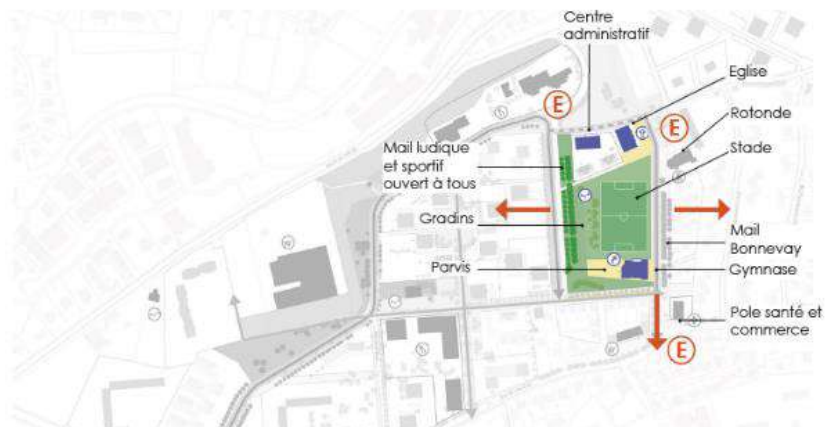 Centre
administratif
Eglise
E
E
Rotonde
Mail ludique
et sportif
ouvert à tous
Stade
Gradins
Mail
Bonnevay
Parvis
Gymnase
Pole santé et
commerce
E